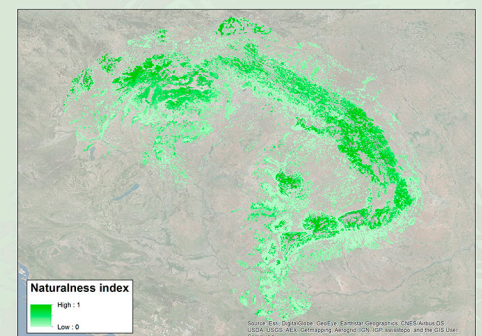 Naturalness index
High : 1
Low : 0
Source: Esri, DigitalGlobe, GeoEye, Earthstar Geographics, CNES/Airbus DS,
USDA, USGS, AEX, Getmapping, Aerogrid, IGN, IGP, swisstopo, and the GIS User